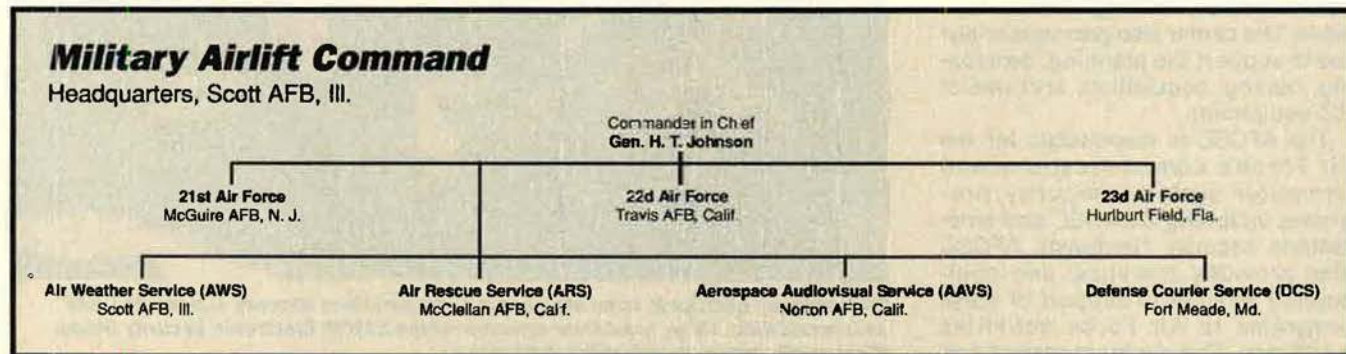 Military Airlift Command
Headquarters, Scott AFB, Ill.
Commander in Chief
Gen. H. T. Johnson
21st Air Force
McGuire AFB, N. J.
22d Air Force
Travis AFB, Calif.
23d Air Force
Hurlburt Field, Fla.
Air Weather Service (AWS)
Scott AFB, Ill.
Air Rescue Service (ARS)
McClellan AFB, Calif.
Aerospace Audiovisual Service (AAVS)
Norton AFB, Calif.
Defense Courier Service (DCS)
Fort Meade, Md.